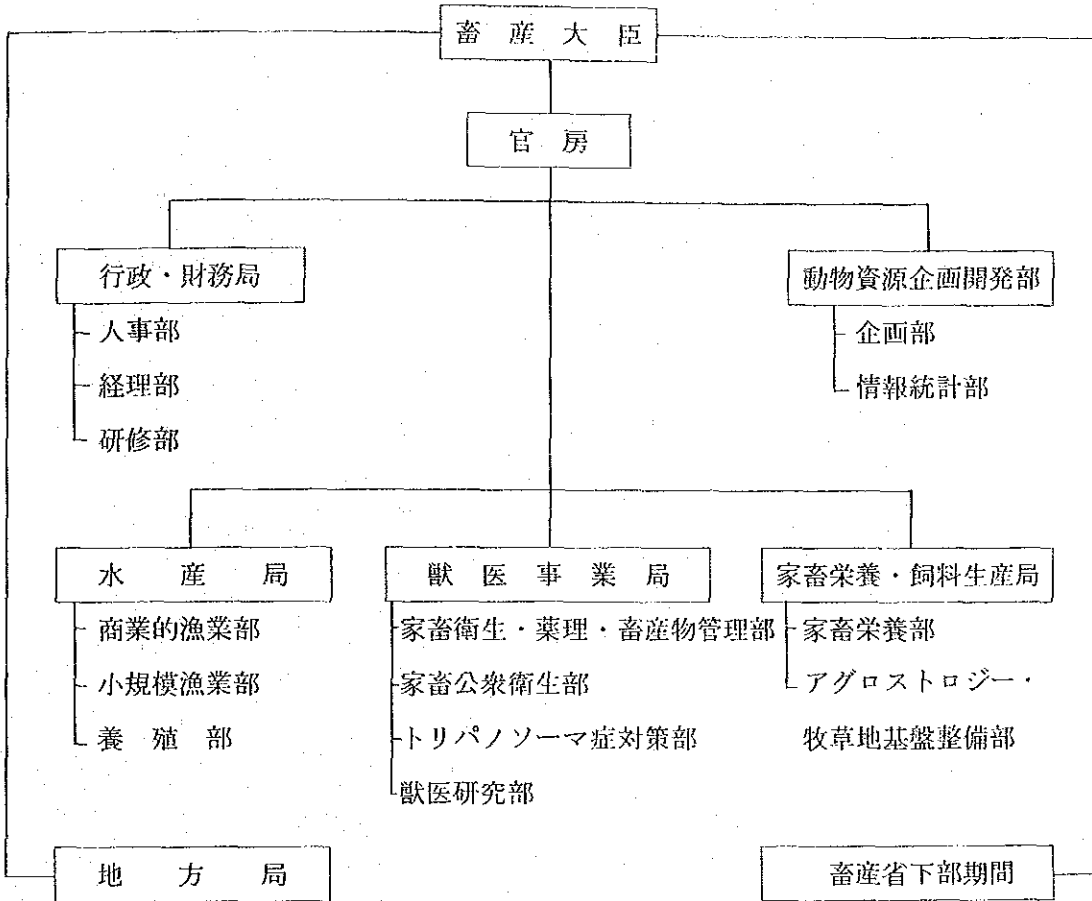 畜産大臣
官房
行政・財務局
人事部
経理部
研修部
動物資源企画開発部
企画部
情報統計部
水産局
商業的漁業部
小規模漁業部
養殖部
獣医事業局
家畜衛生・薬理・畜産物管理部
家畜公衆衛生部
トリパノソーマ症対策部
獣医研究部
家畜栄養・飼料生産局
家畜栄養部
アグロストロジー・
牧草地基盤整備部
地方局
畜産省下部期間